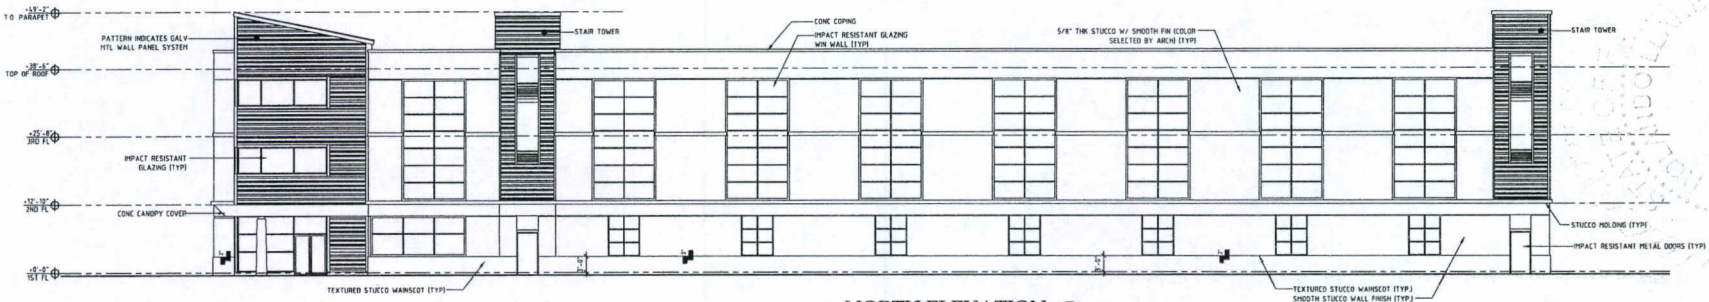 +49'-2"
T O PARAPET
PATTERN INDICATES GALV
MTL WALL PANEL SYSTEM
STAIR TOWER
CONC COPING
IMPACT RESISTANT GLAZING
WIN WALL (TYP)
5/8" THK STUCCO W/ SMOOTH FIN (COLOR
SELECTED BY ARCH) (TYP)
STAIR TOWER
+38'-6"
TOP OF ROOF
+25'-8"
3RD FL
IMPACT RESISTANT
GLAZING (TYP)
+12'-10"
2ND FL
CONC CANOPY COVER
STUCCO MOLDING (TYP)
IMPACT RESISTANT METAL DOORS (TYP)
2"
3'-0"
2"
3'-0"
2"
+0'-0"
1ST FL
TEXTURED STUCCO WAINSCOT (TYP)
TEXTURED STUCCO WAINSCOT (TYP.)
SMOOTH STUCCO WALL FINISH (TYP.)
NORTH ELEVATION